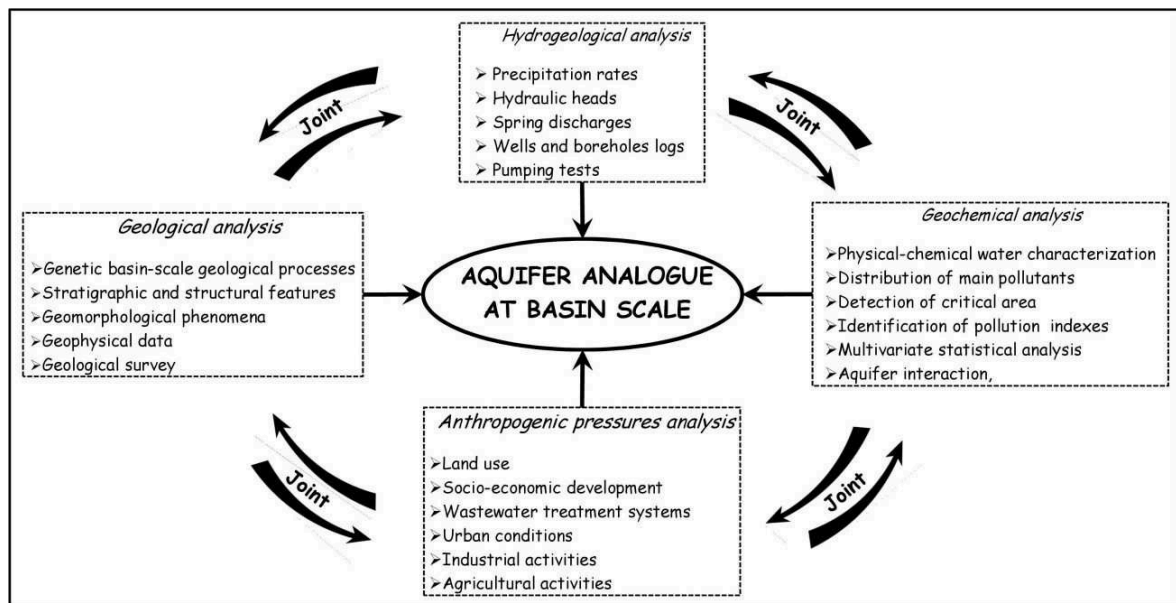 Hydrogeological analysis
➢ Precipitation rates
➢ Hydraulic heads
➢ Spring discharges
➢ Wells and boreholes logs
➢ Pumping tests
Joint
Joint
Geological analysis
➢Genetic basin-scale geological processes
➢Stratigraphic and structural features
➢Geomorphological phenomena
➢Geophysical data
➢Geological survey
AQUIFER ANALOGUE
AT BASIN SCALE
Geochemical analysis
➢Physical-chemical water characterization
➢Distribution of main pollutants
➢Detection of critical area
➢Identification of pollution indexes
➢Multivariate statistical analysis
➢Aquifer interaction,
Joint
Joint
Anthropogenic pressures analysis
➢Land use
➢Socio-economic development
➢Wastewater treatment systems
➢Urban conditions
➢Industrial activities
➢Agricultural activities